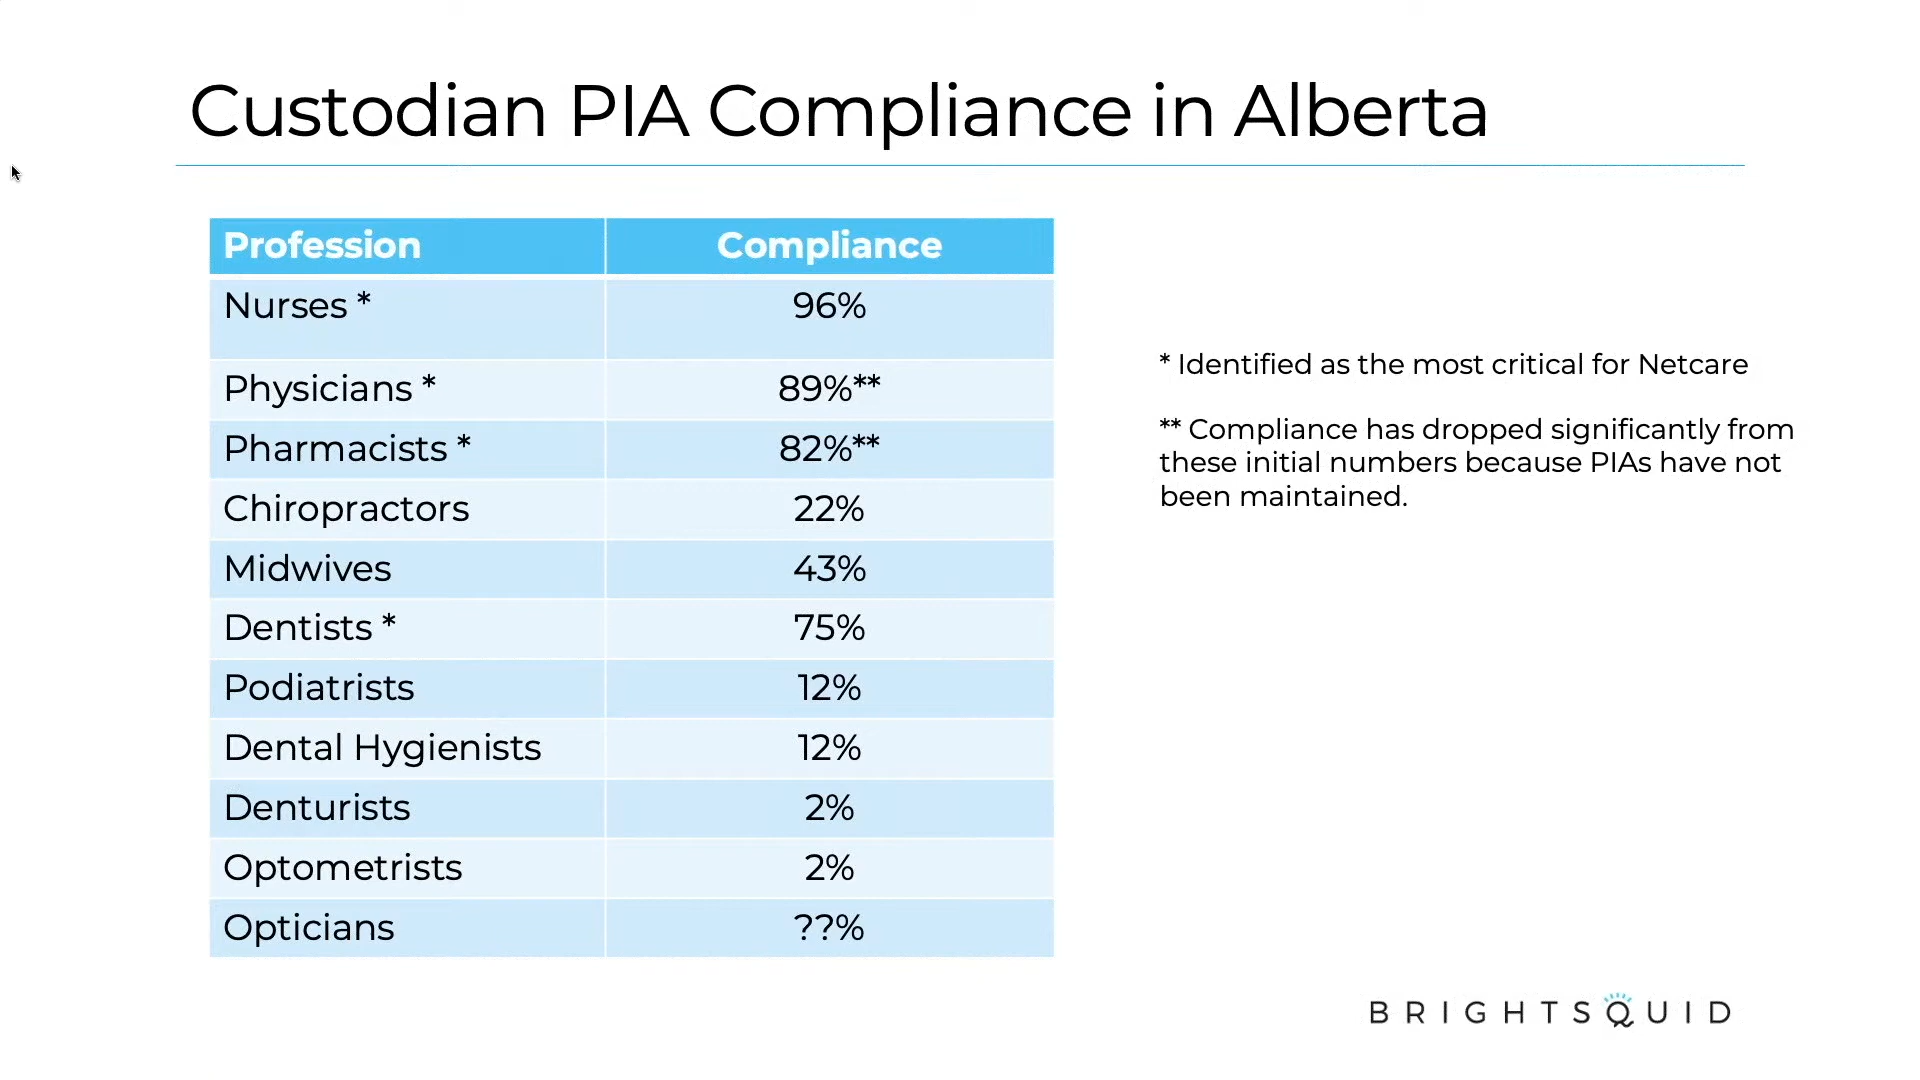 Custodian PIA Compliance in Alberta
Profession Compliance
Nurses * 96%
Physicians * 89%**
Pharmacists * 82%**
Chiropractors 22%
Midwives 43%
Dentists * 75%
Podiatrists 12%
Dental Hygienists 12%
Denturists 2%
Optometrists 2%
Opticians ??%
* Identified as the most critical for Netcare
** Compliance has dropped significantly from
these initial numbers because PIAs have not
been maintained.
BRIGHTSQUID